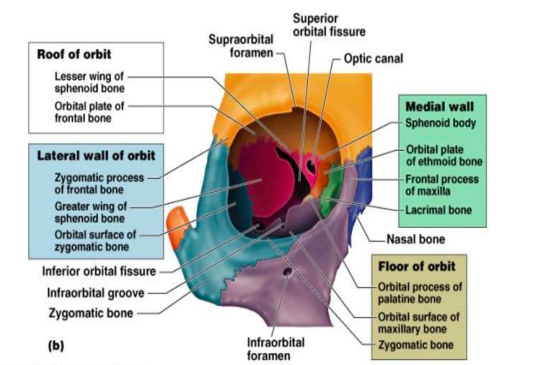 Superior
orbital fissure
Supraorbital
foramen
Optic canal
Roof of orbit
Lesser wing of
sphenoid bone
Orbital plate of
frontal bone
Lateral wall of orbit
Zygomatic process
of frontal bone
Greater wing of
sphenoid bone
Orbital surface of
zygomatic bone
Inferior orbital fissure
Infraorbital groove
Zygomatic bone
(b)
Infraorbital
foramen
Medial wall
Sphenoid body
Orbital plate
of ethmoid bone
Frontal process
of maxilla
Lacrimal bone
Nasal bone
Floor of orbit
Orbital process of
palatine bone
Orbital surface of
maxillary bone
Zygomatic bone